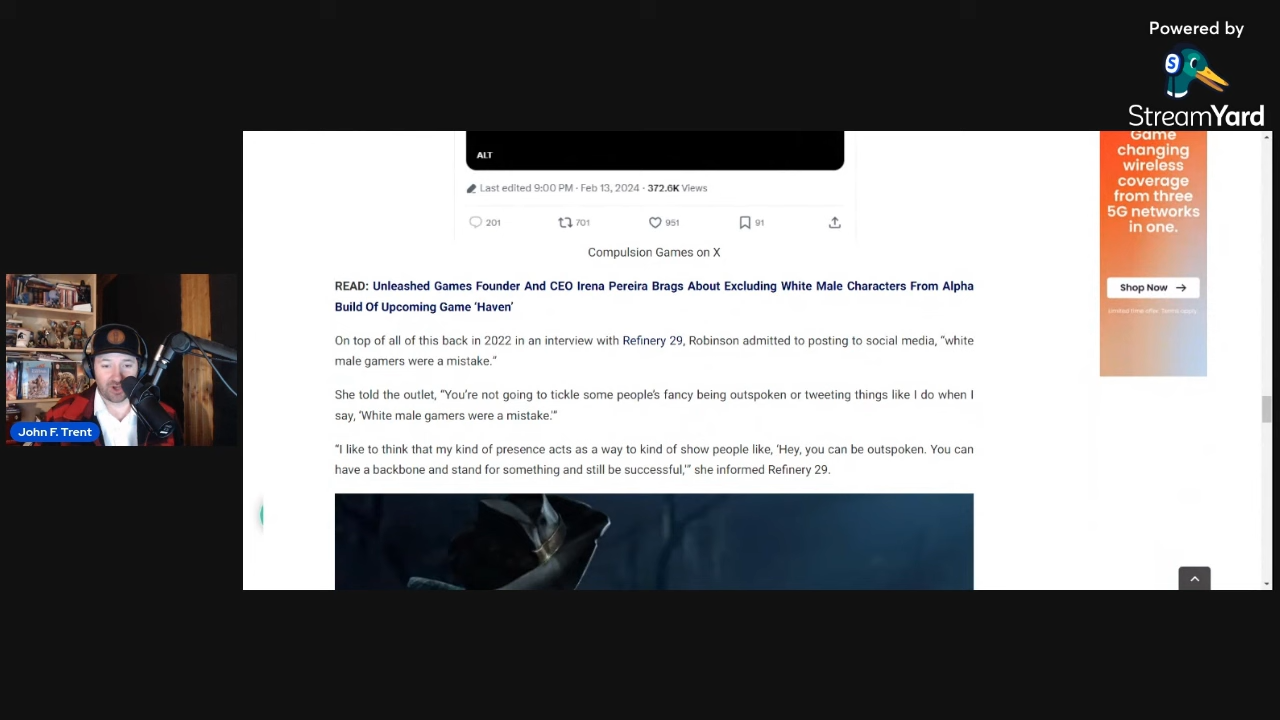 Powered by
S
StreamYard
ALT
Last edited 9:00 PM · Feb 13, 2024 · 372.6K Views
201 701 951 91
Compulsion Games on X
READ: Unleashed Games Founder And CEO Irena Pereira Brags About Excluding White Male Characters From Alpha
Build Of Upcoming Game ‘Haven’
On top of all of this back in 2022 in an interview with Refinery 29, Robinson admitted to posting to social media, “white
male gamers were a mistake.”
She told the outlet, “You’re not going to tickle some people’s fancy being outspoken or tweeting things like I do when I
say, ‘White male gamers were a mistake.’”
“I like to think that my kind of presence acts as a way to kind of show people like, ‘Hey, you can be outspoken. You can
have a backbone and stand for something and still be successful,’” she informed Refinery 29.
Game
changing
wireless
coverage
from three
5G networks
in one.
Shop Now →
Limited time offer. Terms apply.
John F. Trent